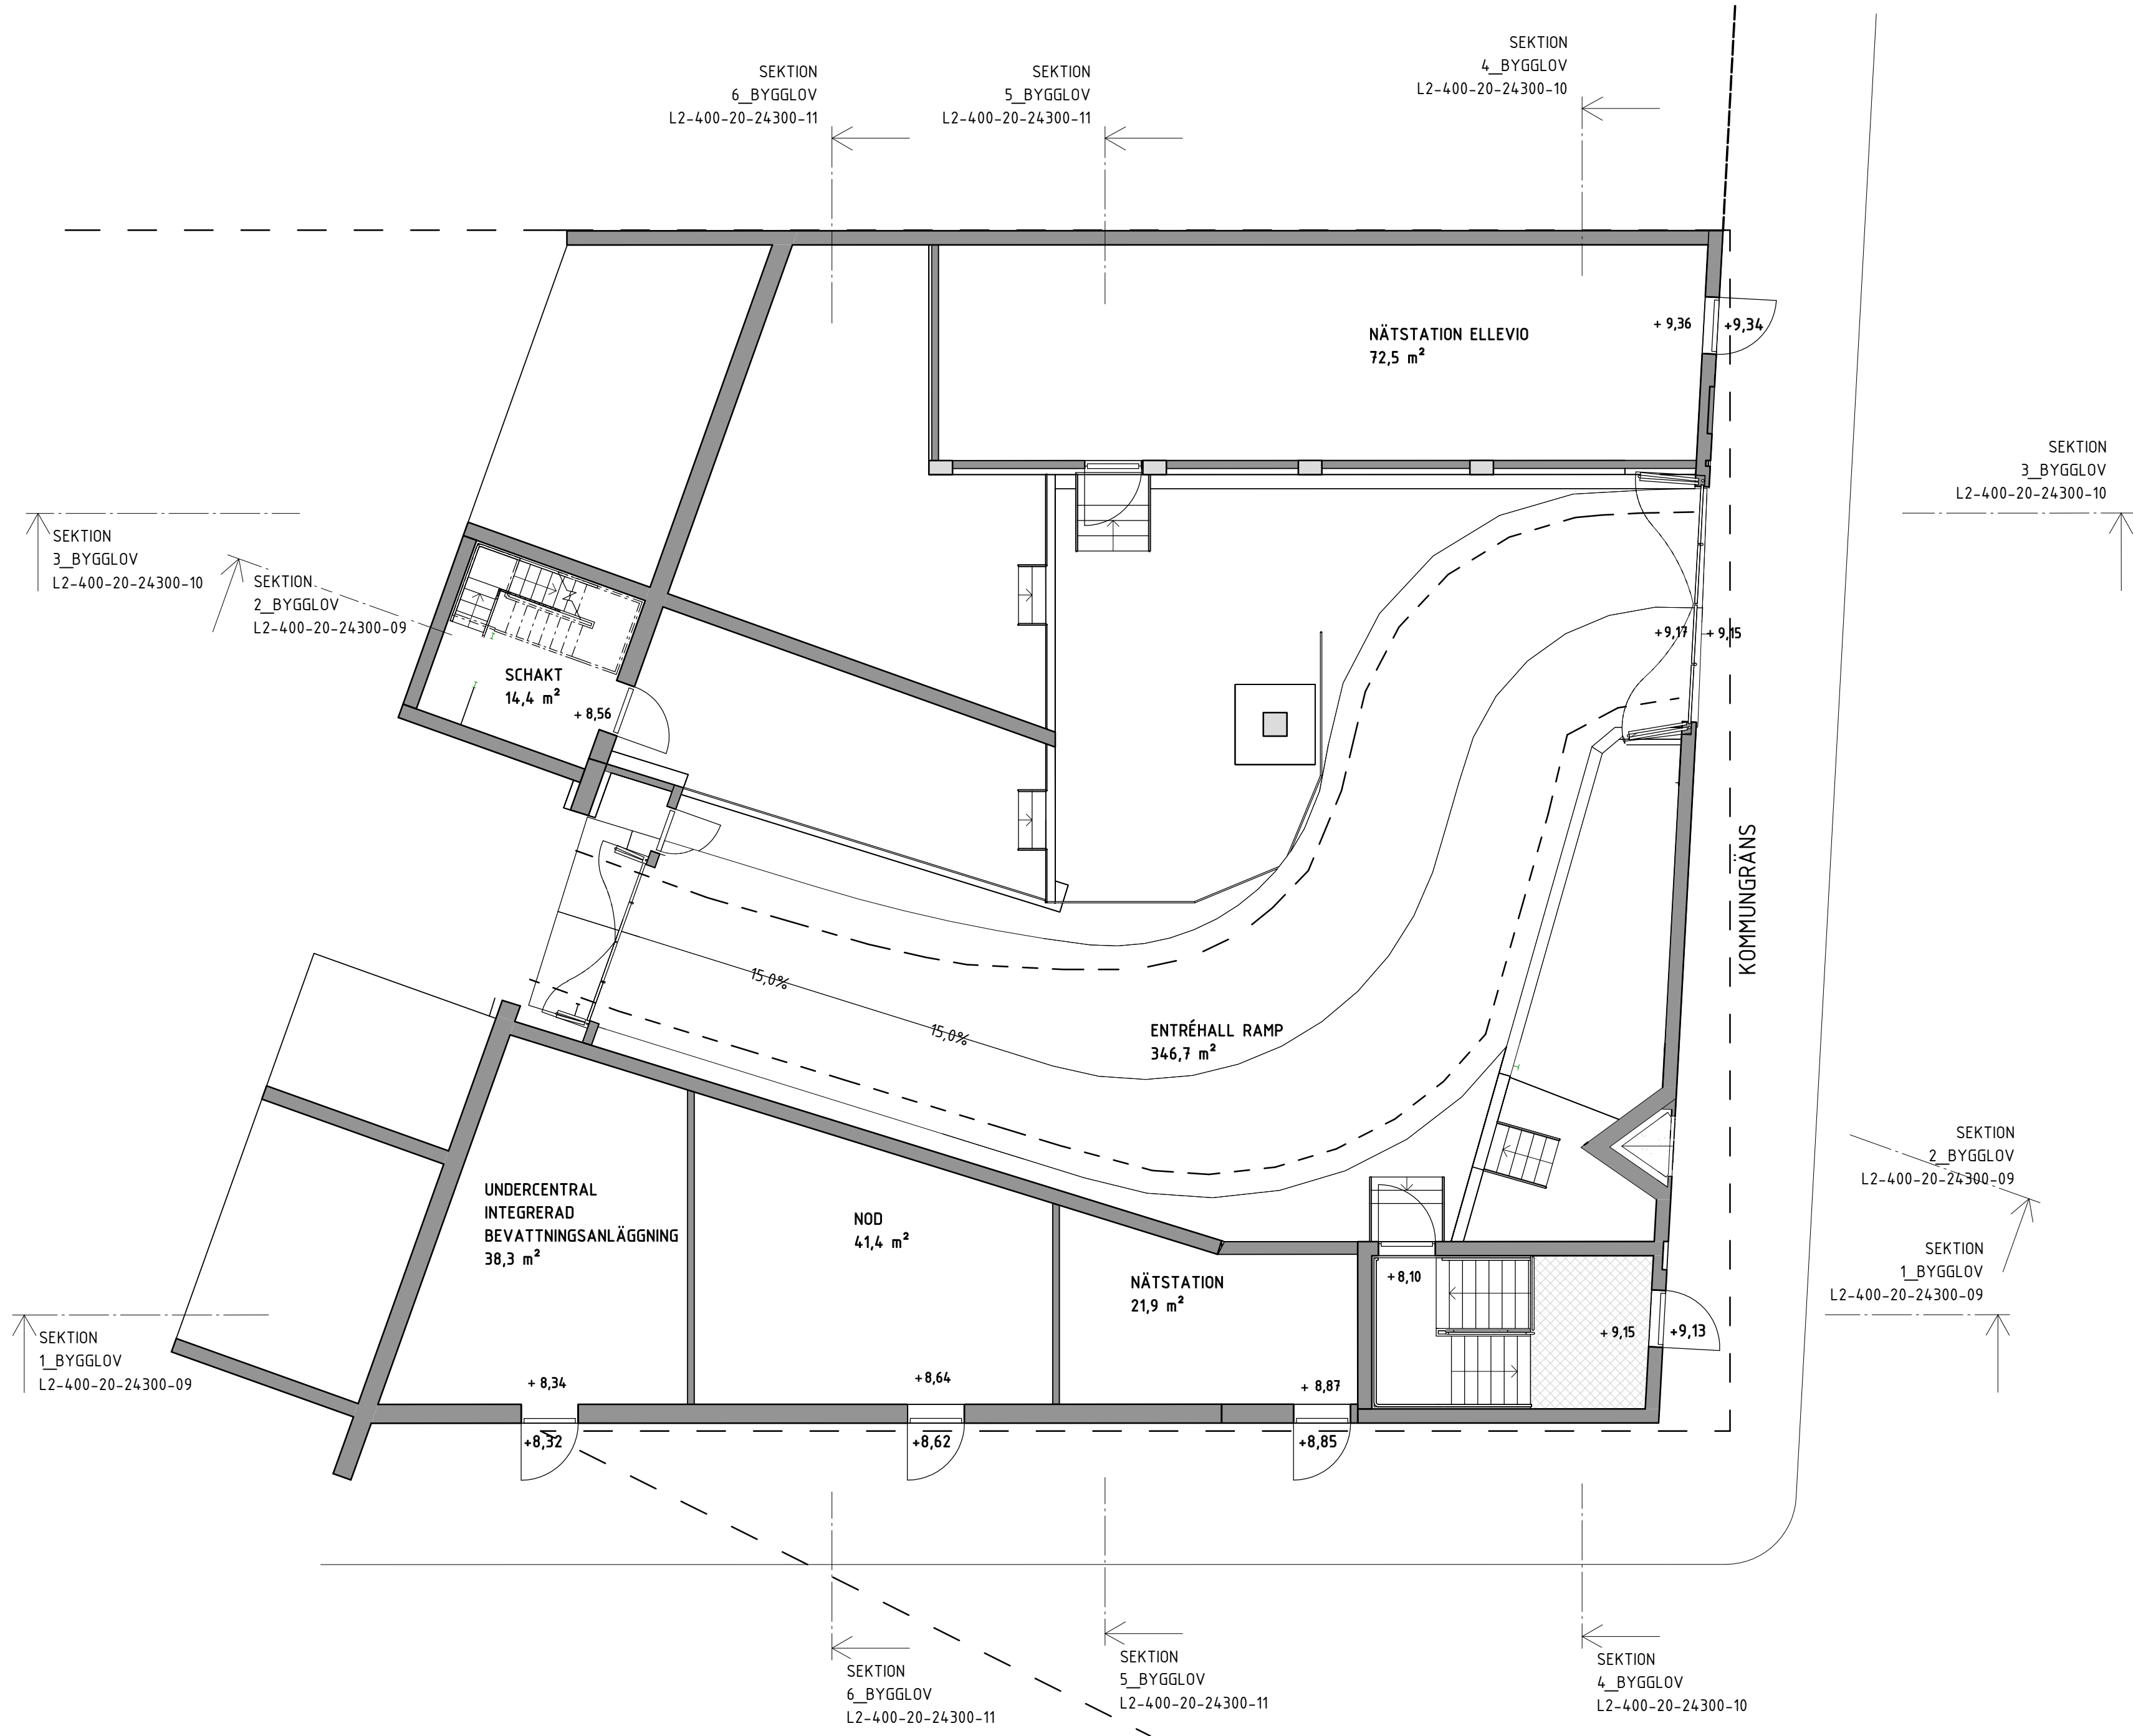 SEKTION
4_BYGGLOV
L2-400-20-24300-10
SEKTION
6_BYGGLOV
L2-400-20-24300-11
SEKTION
5_BYGGLOV
L2-400-20-24300-11
NÄTSTATION ELLEVIO
72,5 m²
+ 9,36
+9,34
SEKTION
3_BYGGLOV
L2-400-20-24300-10
SEKTION
3_BYGGLOV
L2-400-20-24300-10
SEKTION
2_BYGGLOV
L2-400-20-24300-09
SCHAKT
14,4 m²
+ 8,56
+9,17
+ 9,15
KOMMUNGRÄNS
15,0%
15,0%
ENTRÉHALL RAMP
346,7 m²
SEKTION
2_BYGGLOV
L2-400-20-24300-09
UNDERCENTRAL
INTEGRERAD
BEVATTNINGSANLÄGGNING
38,3 m²
NOD
41,4 m²
NÄTSTATION
21,9 m²
+8,10
+ 9,15
+9,13
SEKTION
1_BYGGLOV
L2-400-20-24300-09
SEKTION
1_BYGGLOV
L2-400-20-24300-09
+ 8,34
+8,64
+ 8,87
+8,32
+8,62
+8,85
SEKTION
6_BYGGLOV
L2-400-20-24300-11
SEKTION
5_BYGGLOV
L2-400-20-24300-11
SEKTION
4_BYGGLOV
L2-400-20-24300-10